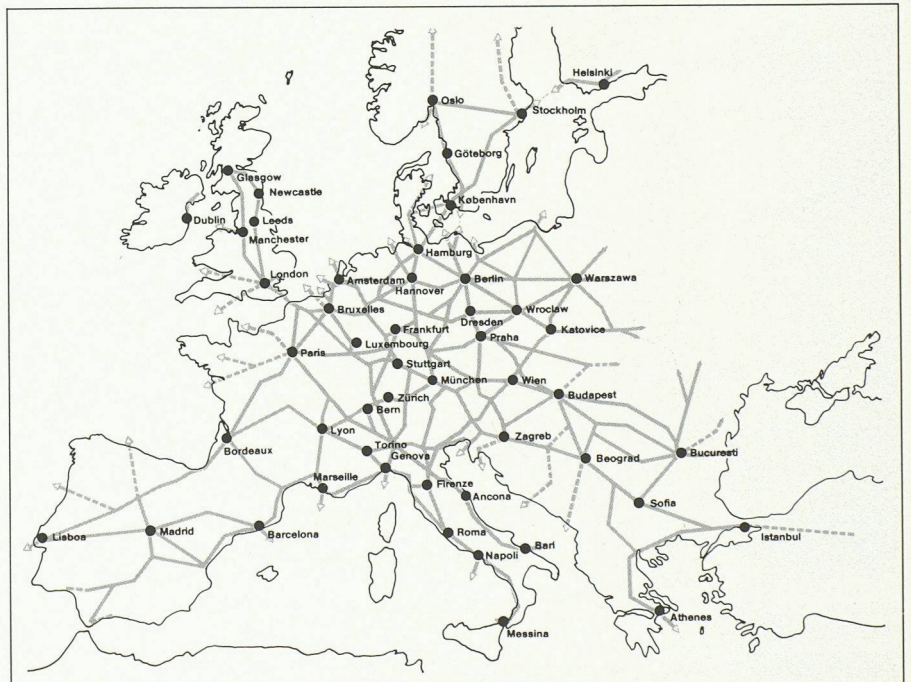 Helsinki
Oslo
Stockholm
Göteborg
Glasgow
Newcastle
København
Dublin
Leeds
Manchester
Hamburg
London
Amsterdam
Hannover
Berlin
Warszawa
Bruxelles
Dresden
Wroclaw
Frankfurt
Praha
Katovice
Luxembourg
Paris
Stuttgart
München
Wien
Budapest
Zürich
Bern
Lyon
Zagreb
Torino
Bordeaux
Genova
Beograd
Bucuresti
Marseille
Firenze
Ancona
Sofia
Lisboa
Madrid
Barcelona
Roma
Bari
Istanbul
Napoli
Athenes
Messina